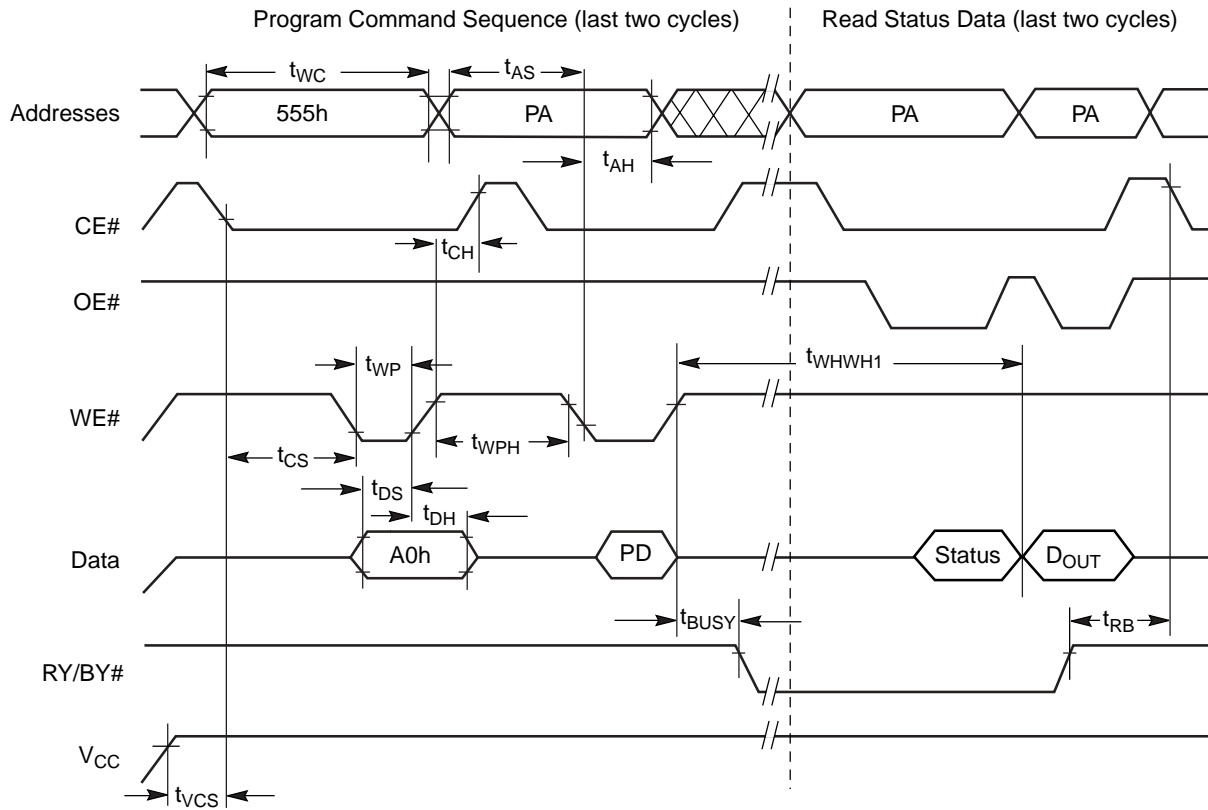 Program Command Sequence (last two cycles) Read Status Data (last two cycles)
tWC tAS
Addresses 555h PA PA PA
tAH
CE#
tCH
OE#
tWP tWHWH1
WE#
tCS tWPH
tDS
tDH
Data A0h PD Status DOUT
tBUSY tRB
RY/BY#
VCC
tVCS